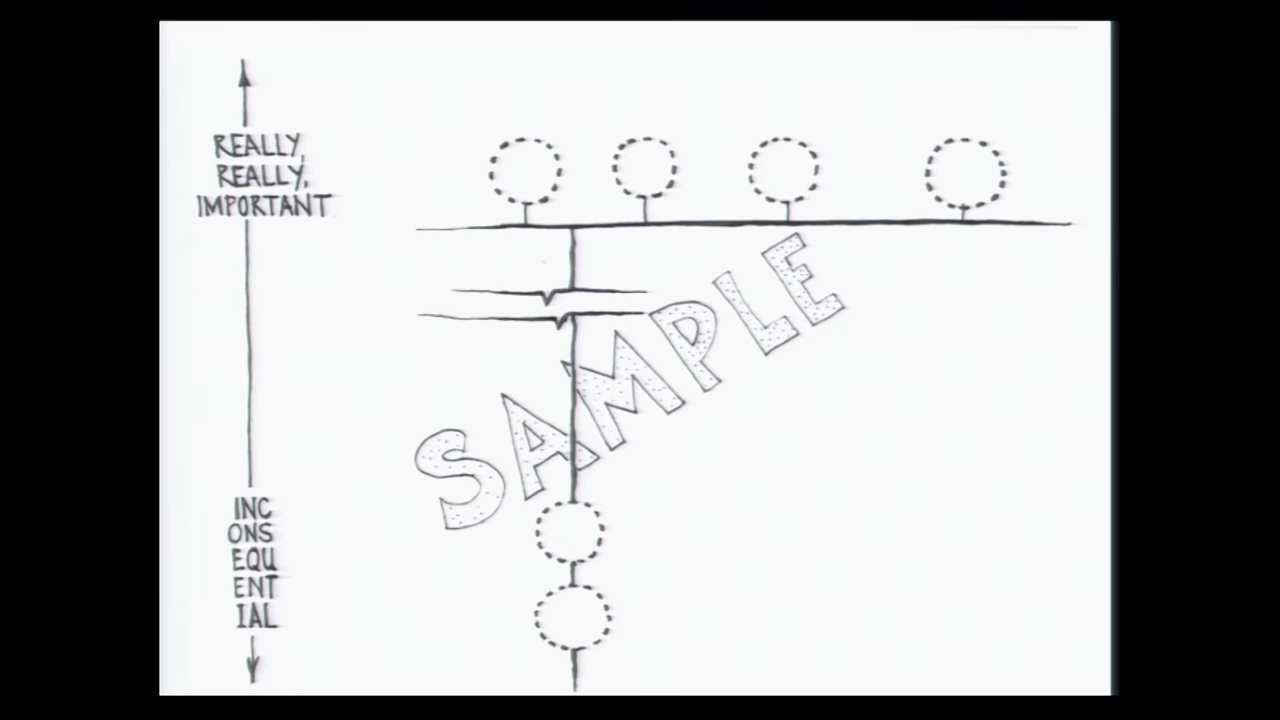 REALLY,
REALLY,
IMPORTANT
SAMPLE
INC
ONS
EQU
ENT
IAL